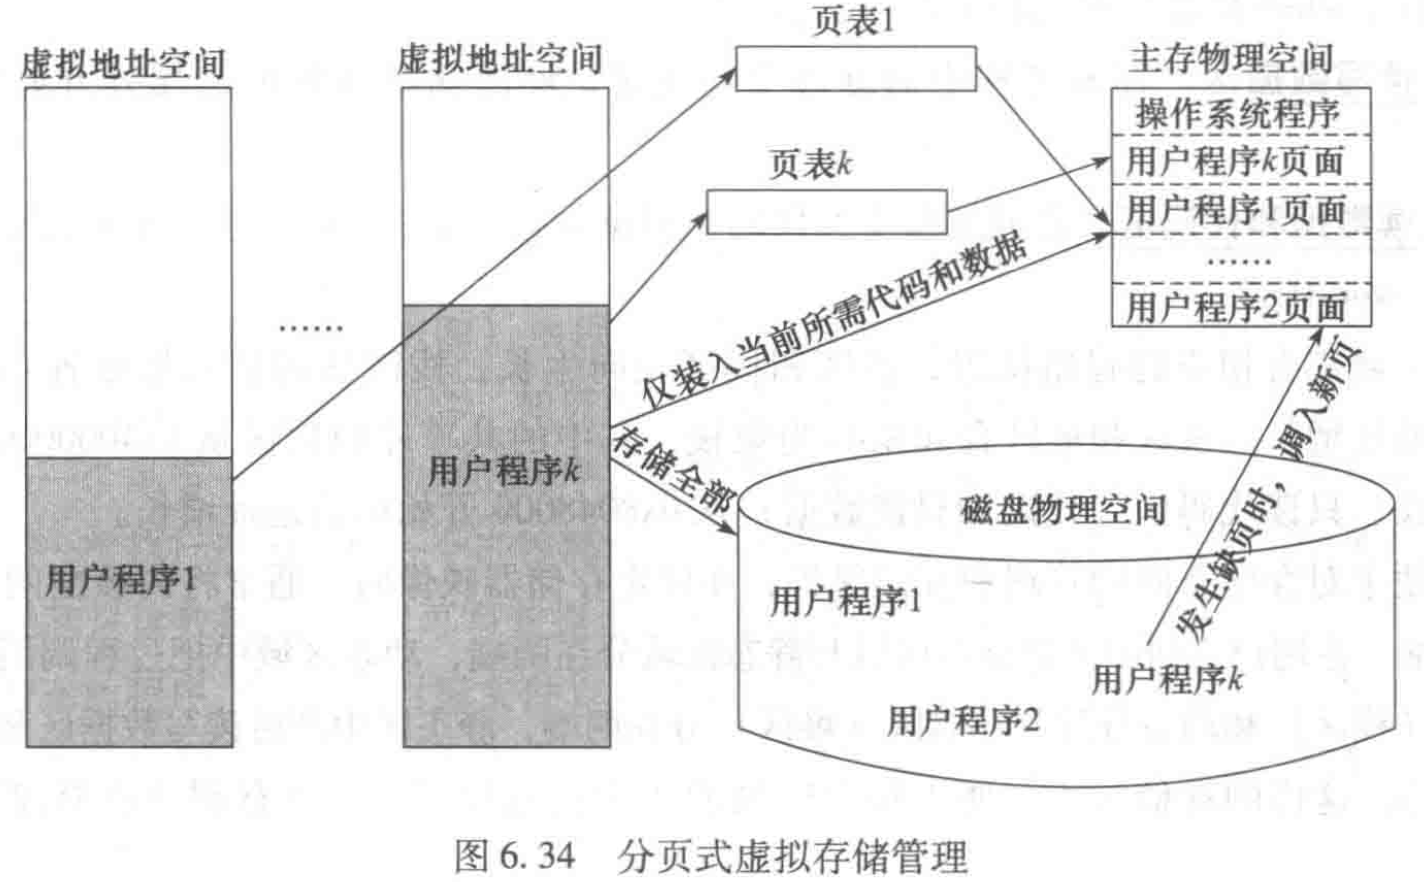 页表1
虚拟地址空间
虚拟地址空间
主存物理空间
操作系统程序
页表k
用户程序k页面
用户程序1页面
……
用户程序2页面
……
仅装入当前所需代码和数据
存储全部
用户程序k
用户程序1
磁盘物理空间
发生缺页时，调入新页
用户程序1
用户程序k
用户程序2
图 6. 34 分页式虚拟存储管理